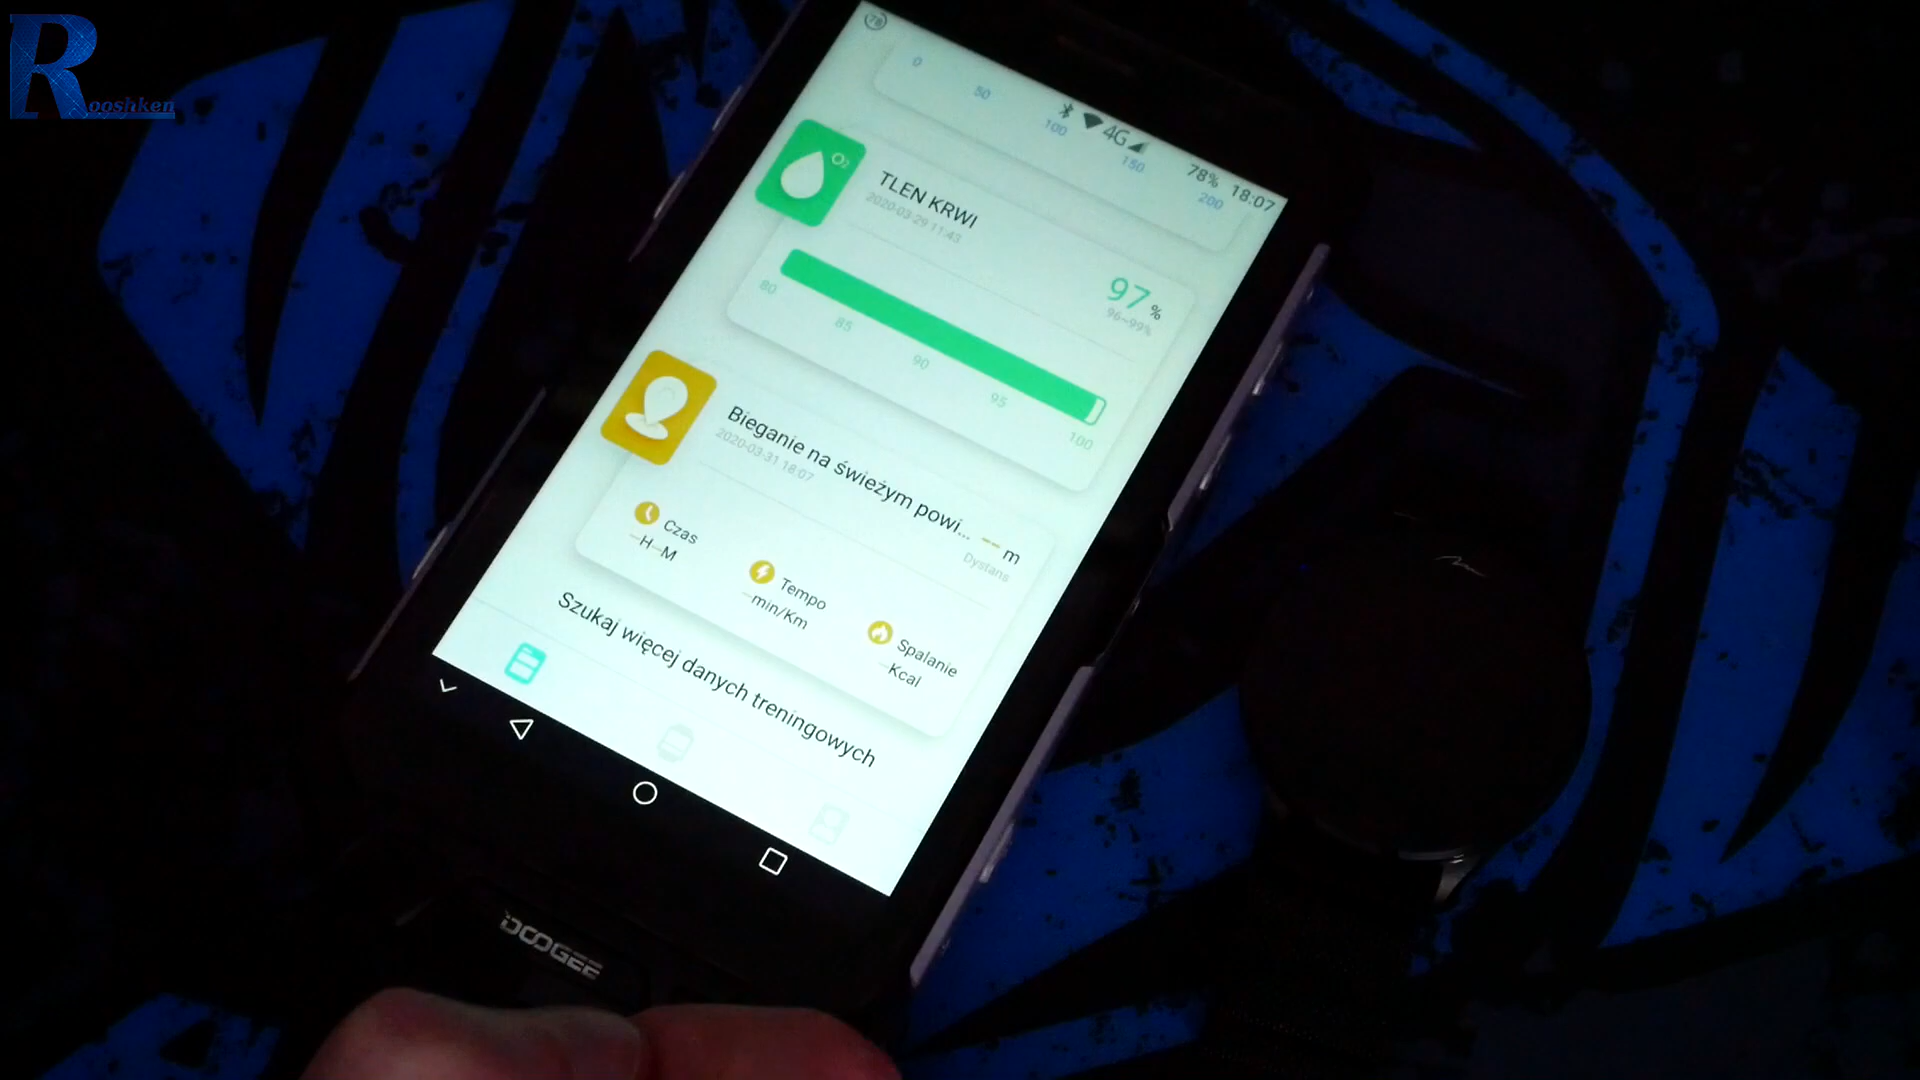 Rooshken
78
4G
78% 18:07
0
50
100
150
200
O2
TLEN KRWI
2020-03-29 11:43
97 %
96~99%
80
85
90
95
100
Bieganie na świeżym powi...
2020-03-31 18:07
-- m
Dystans
Czas
--H--M
Tempo
--min/Km
Spalanie
--Kcal
Szukaj więcej danych treningowych
DOOGEE